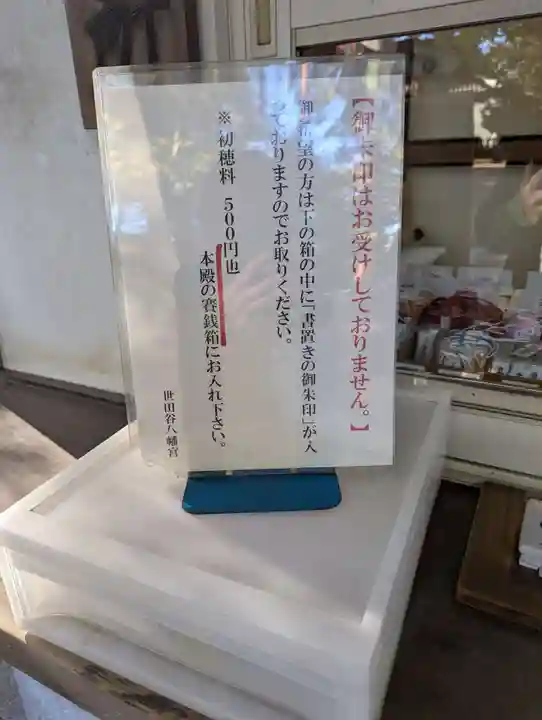 【御朱印はお受けしておりません。】
御希望の方は下の箱の中に「書置きの御朱印」が入
っておりますのでお取りください。
※初穂料 500円也
本殿の賽銭箱にお入れ下さい。
世田谷八幡宮